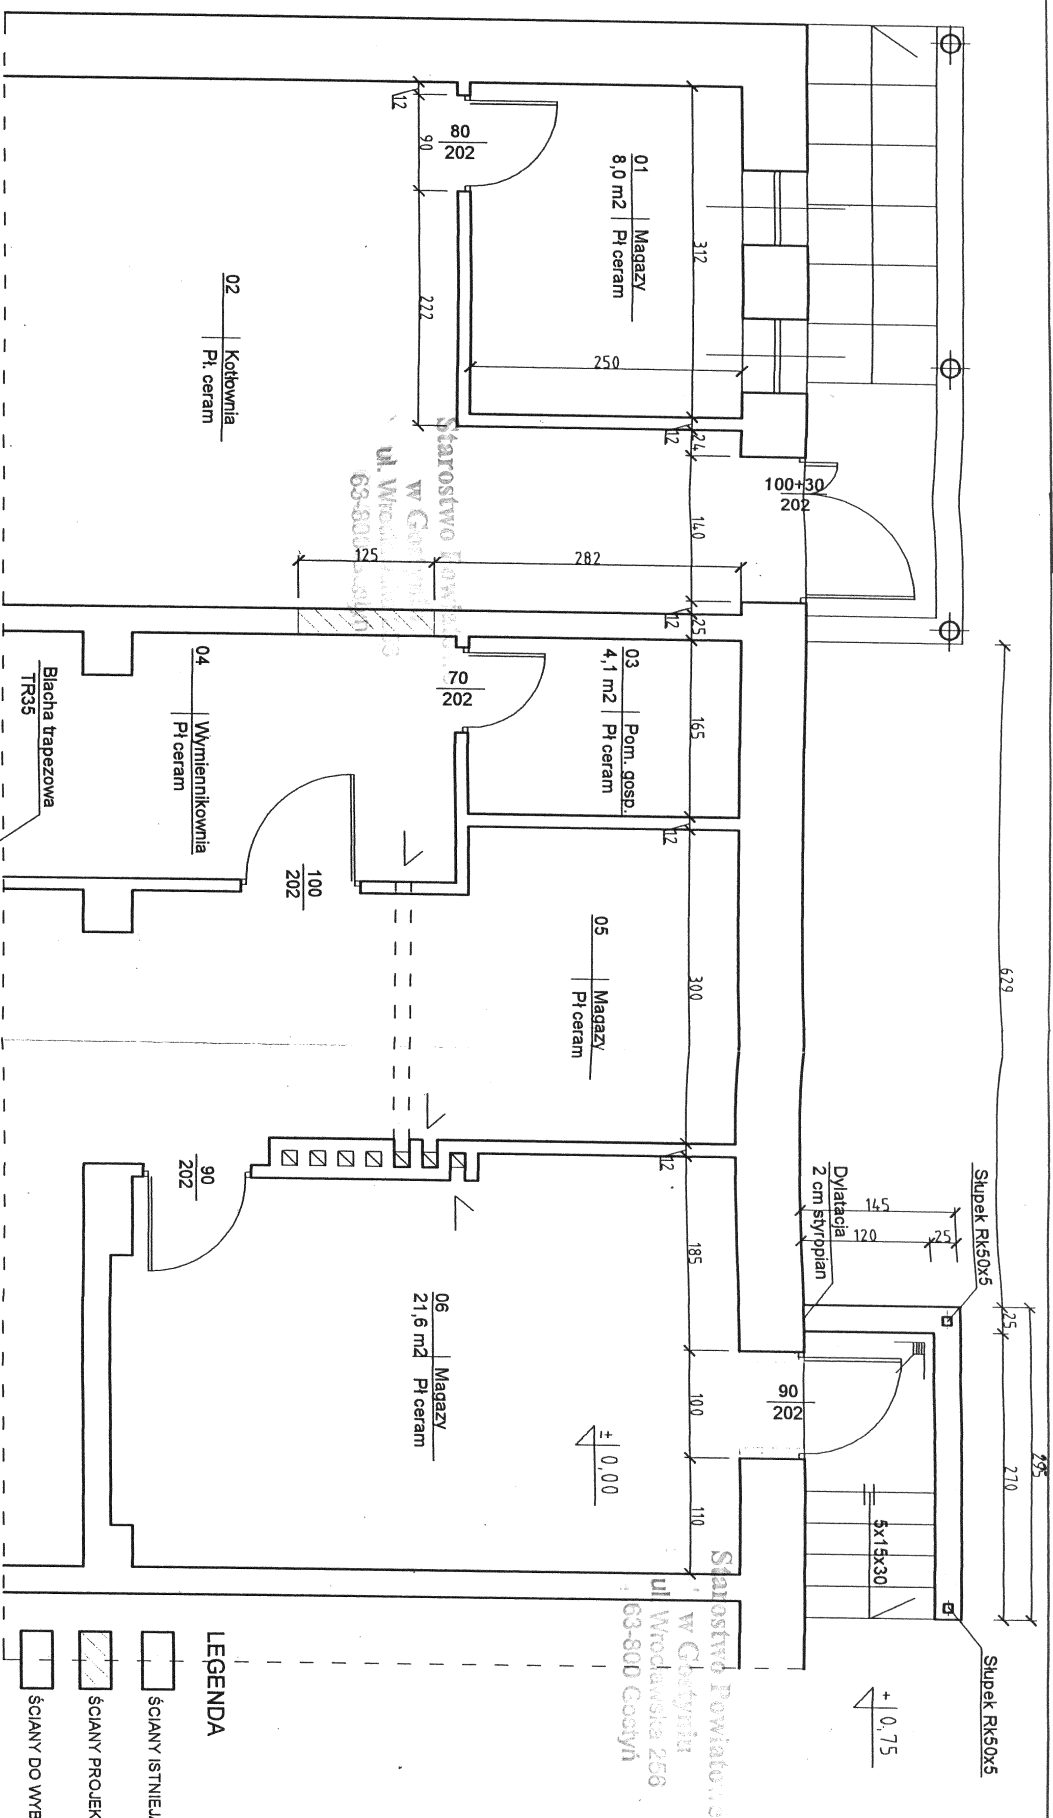 01 Magazy
8,0 m2 Pł ceram
02 Kotłownia
Pł. ceram
03 Pom. gosp.
4,1 m2 Pł ceram
04 Wymiennikownia
Pł ceram
05 Magazy
Pł ceram
06 Magazy
21,6 m2 Pł ceram
Blacha trapezowa
TR35
80
202
100+30
202
70
202
100
202
90
202
90
202
12
90
222
312
250
12
24
140
125
282
12
25
165
12
300
12
185
100
110
629
145
120
25
25
270
295
Dylatacja
2 cm styropian
Słupek Rk50x5
Słupek Rk50x5
5x15x30
± 0,00
+ 0,75
Starostwo
w
ul.
63-800
Starostwo Powiatowe
w Gostyniu
ul. Wrocławska 256
63-800 Gostyń
LEGENDA
ŚCIANY ISTNIEJ
ŚCIANY PROJEK
ŚCIANY DO WYB